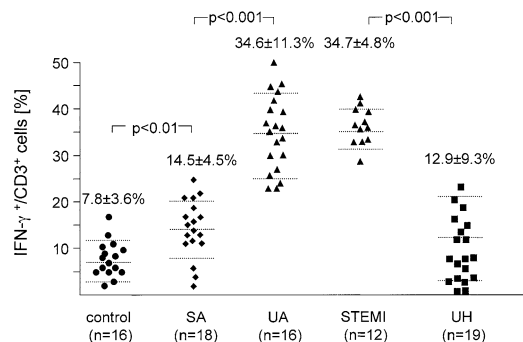 p<0.001 p<0.001
34.6±11.3% 34.7±4.8%
50
40
30
20
10
IFN-γ⁺/CD3⁺ cells [%]
p<0.01
14.5±4.5%
12.9±9.3%
7.8±3.6%
control SA UA STEMI UH
(n=16) (n=18) (n=16) (n=12) (n=19)